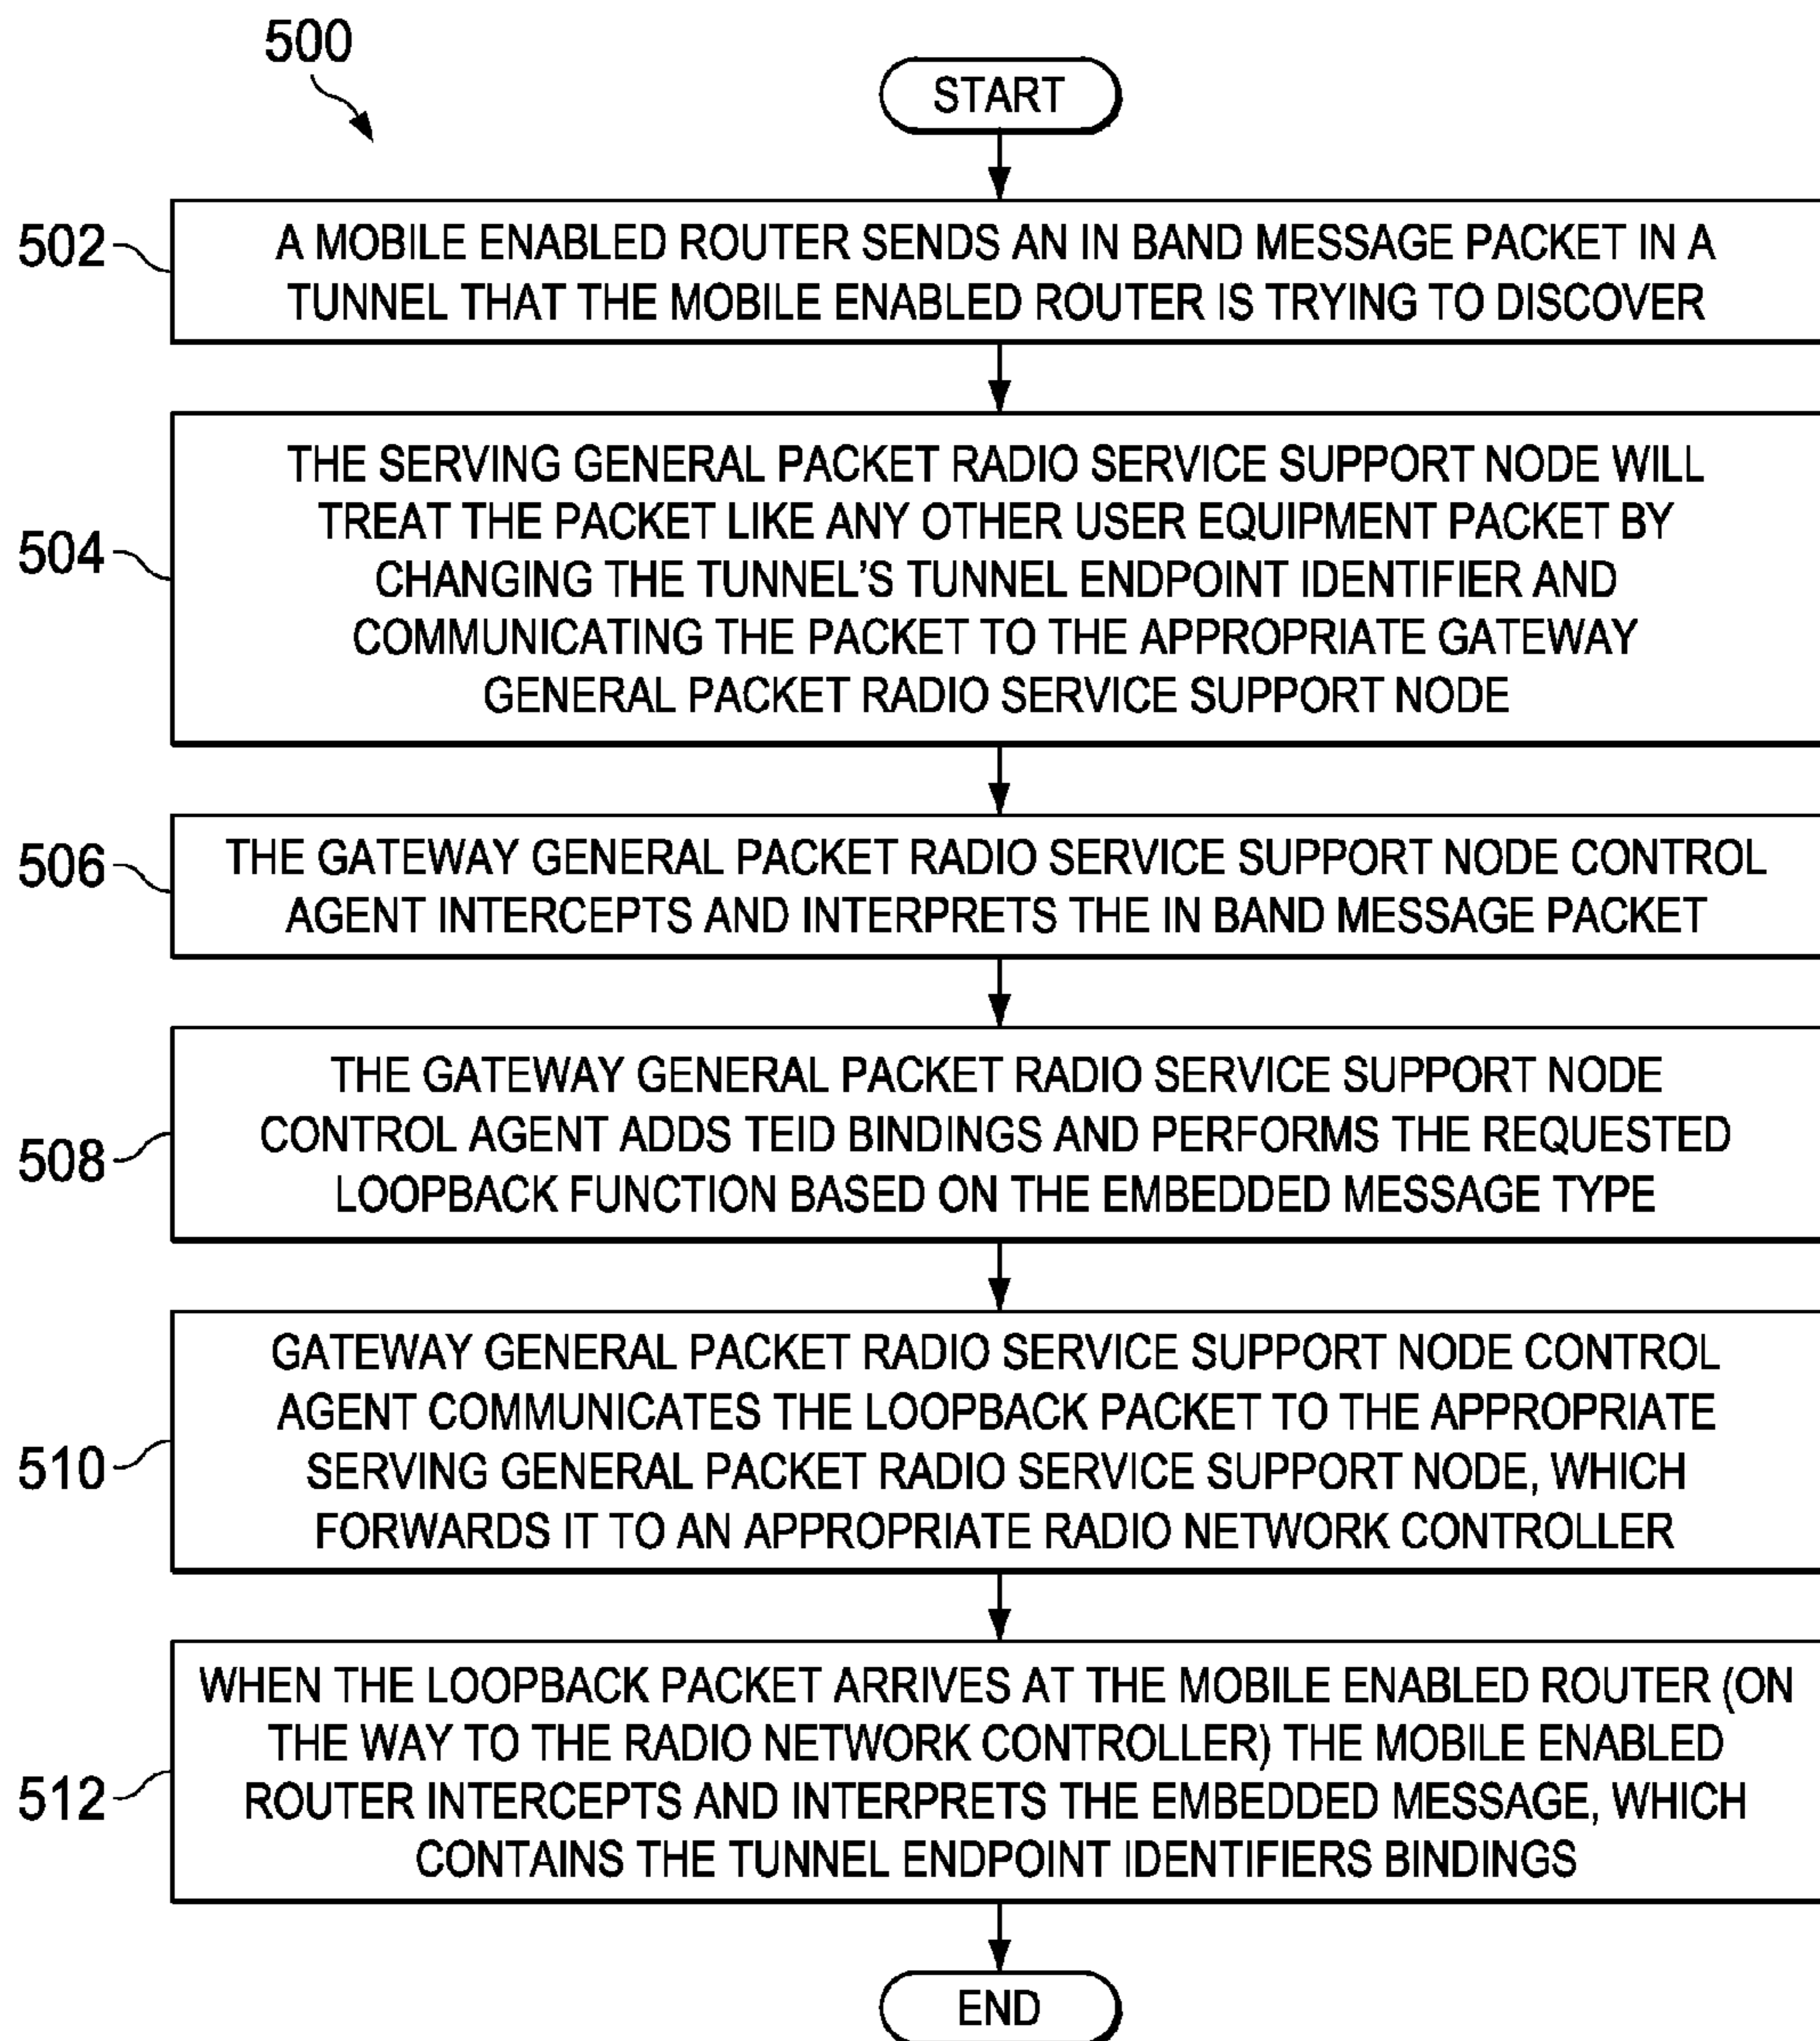 500
START
502
A MOBILE ENABLED ROUTER SENDS AN IN BAND MESSAGE PACKET IN A
TUNNEL THAT THE MOBILE ENABLED ROUTER IS TRYING TO DISCOVER
504
THE SERVING GENERAL PACKET RADIO SERVICE SUPPORT NODE WILL
TREAT THE PACKET LIKE ANY OTHER USER EQUIPMENT PACKET BY
CHANGING THE TUNNEL'S TUNNEL ENDPOINT IDENTIFIER AND
COMMUNICATING THE PACKET TO THE APPROPRIATE GATEWAY
GENERAL PACKET RADIO SERVICE SUPPORT NODE
506
THE GATEWAY GENERAL PACKET RADIO SERVICE SUPPORT NODE CONTROL
AGENT INTERCEPTS AND INTERPRETS THE IN BAND MESSAGE PACKET
508
THE GATEWAY GENERAL PACKET RADIO SERVICE SUPPORT NODE
CONTROL AGENT ADDS TEID BINDINGS AND PERFORMS THE REQUESTED
LOOPBACK FUNCTION BASED ON THE EMBEDDED MESSAGE TYPE
510
GATEWAY GENERAL PACKET RADIO SERVICE SUPPORT NODE CONTROL
AGENT COMMUNICATES THE LOOPBACK PACKET TO THE APPROPRIATE
SERVING GENERAL PACKET RADIO SERVICE SUPPORT NODE, WHICH
FORWARDS IT TO AN APPROPRIATE RADIO NETWORK CONTROLLER
512
WHEN THE LOOPBACK PACKET ARRIVES AT THE MOBILE ENABLED ROUTER (ON
THE WAY TO THE RADIO NETWORK CONTROLLER) THE MOBILE ENABLED
ROUTER INTERCEPTS AND INTERPRETS THE EMBEDDED MESSAGE, WHICH
CONTAINS THE TUNNEL ENDPOINT IDENTIFIERS BINDINGS
END